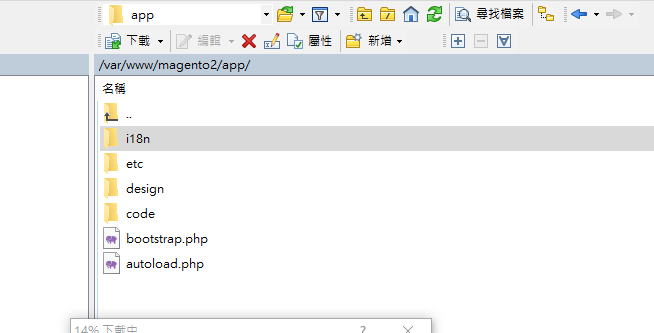 app
尋找檔案
下載
編輯
屬性
新增
/var/www/magento2/app/
名稱
..
i18n
etc
design
code
bootstrap.php
autoload.php
14% 下載中
?